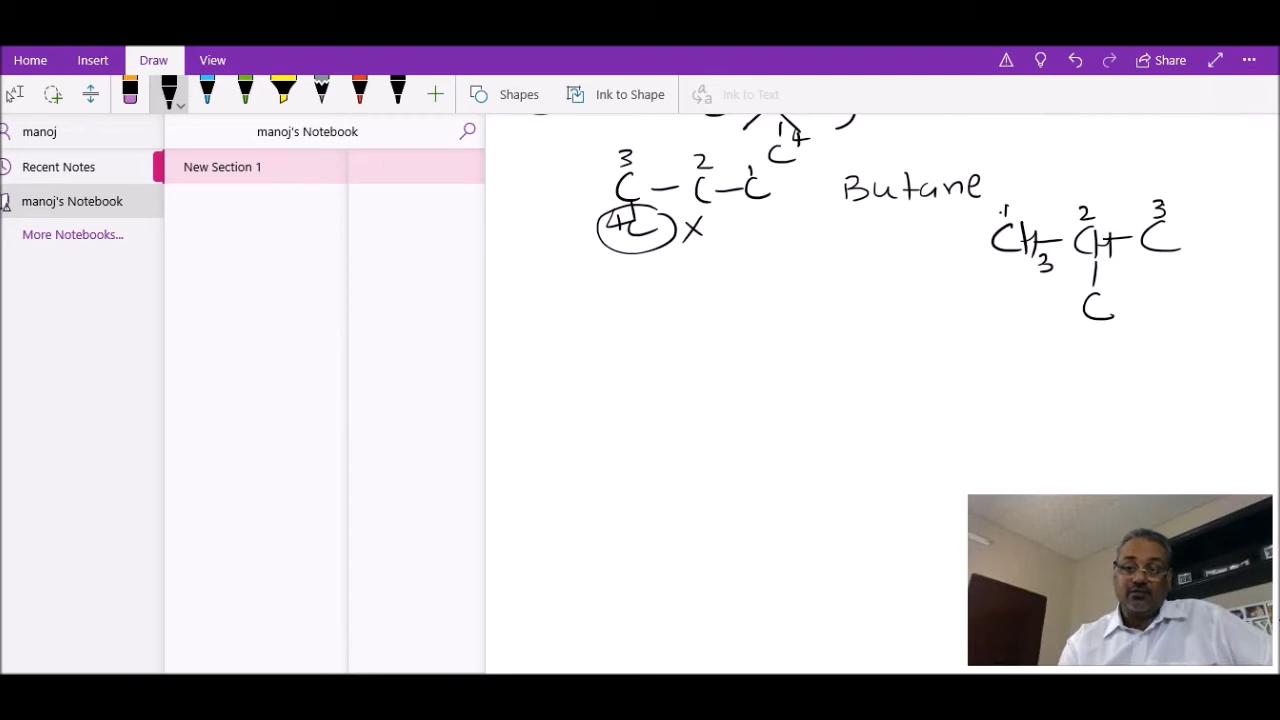 Home Insert Draw View
Share
Shapes Ink to Shape Ink to Text
manoj
manoj's Notebook
Recent Notes
New Section 1
manoj's Notebook
More Notebooks...
4
C
3 2 1
C — C — C
4C X
Butane
1 2 3
CH3 — CH — C
C